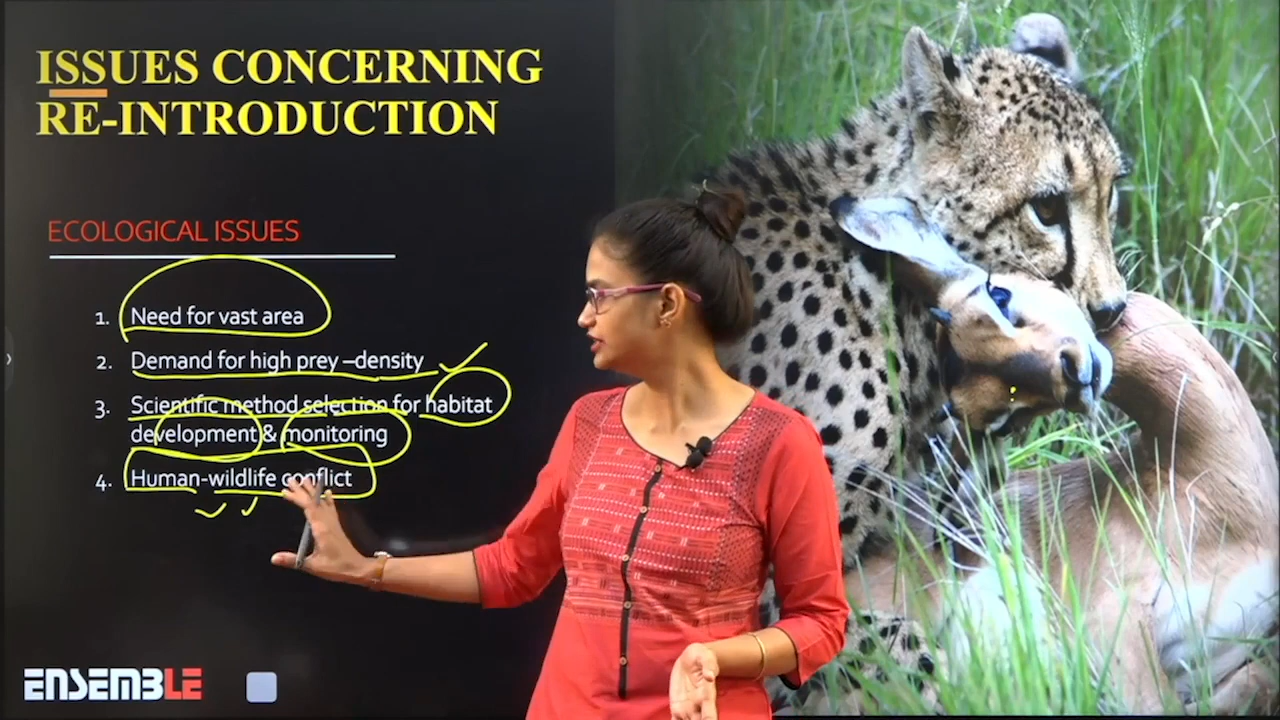 ISSUES CONCERNING
RE-INTRODUCTION
ECOLOGICAL ISSUES
1. Need for vast area
2. Demand for high prey –density
3. Scientific method selection for habitat
development & monitoring
4. Human-wildlife conflict
ENSEMBLE